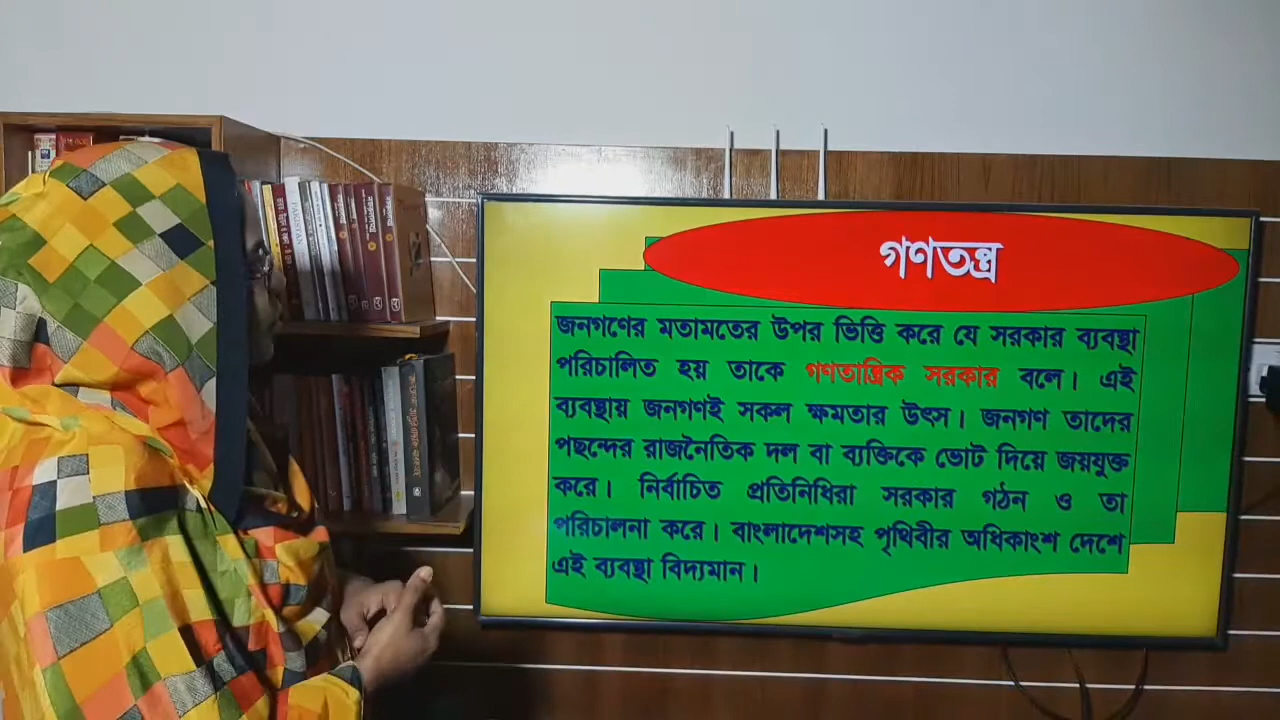 গণতন্ত্র
জনগণের মতামতের উপর ভিত্তি করে যে সরকার ব্যবস্থা
পরিচালিত হয় তাকে গণতান্ত্রিক সরকার বলে। এই
ব্যবস্থায় জনগণই সকল ক্ষমতার উৎস। জনগণ তাদের
পছন্দের রাজনৈতিক দল বা ব্যক্তিকে ভোট দিয়ে জয়যুক্ত
করে। নির্বাচিত প্রতিনিধিরা সরকার গঠন ও তা
পরিচালনা করে। বাংলাদেশসহ পৃথিবীর অধিকাংশ দেশে
এই ব্যবস্থা বিদ্যমান।